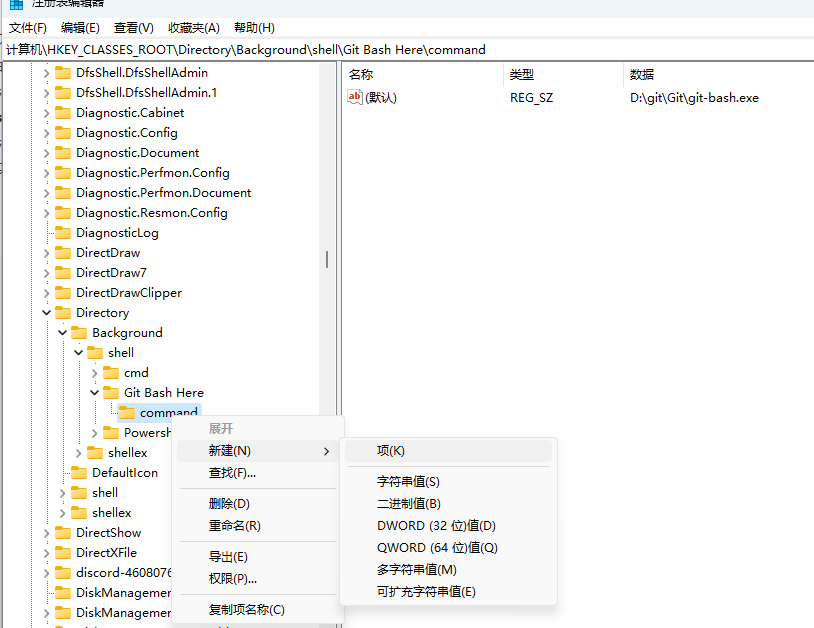 注册表编辑器
文件(F) 编辑(E) 查看(V) 收藏夹(A) 帮助(H)
计算机\HKEY_CLASSES_ROOT\Directory\Background\shell\Git Bash Here\command
名称 类型 数据
ab (默认) REG_SZ D:\git\Git\git-bash.exe
DfsShell.DfsShellAdmin
DfsShell.DfsShellAdmin.1
Diagnostic.Cabinet
Diagnostic.Config
Diagnostic.Document
Diagnostic.Perfmon.Config
Diagnostic.Perfmon.Document
Diagnostic.Resmon.Config
DiagnosticLog
DirectDraw
DirectDraw7
DirectDrawClipper
Directory
Background
shell
cmd
Git Bash Here
command
Powersh
shellex
DefaultIcon
shell
shellex
DirectShow
DirectXFile
discord-4608076
DiskManagemen
DiskManagemen
展开
新建(N)
查找(F)...
删除(D)
重命名(R)
导出(E)
权限(P)...
复制项名称(C)
项(K)
字符串值(S)
二进制值(B)
DWORD (32 位)值(D)
QWORD (64 位)值(Q)
多字符串值(M)
可扩充字符串值(E)